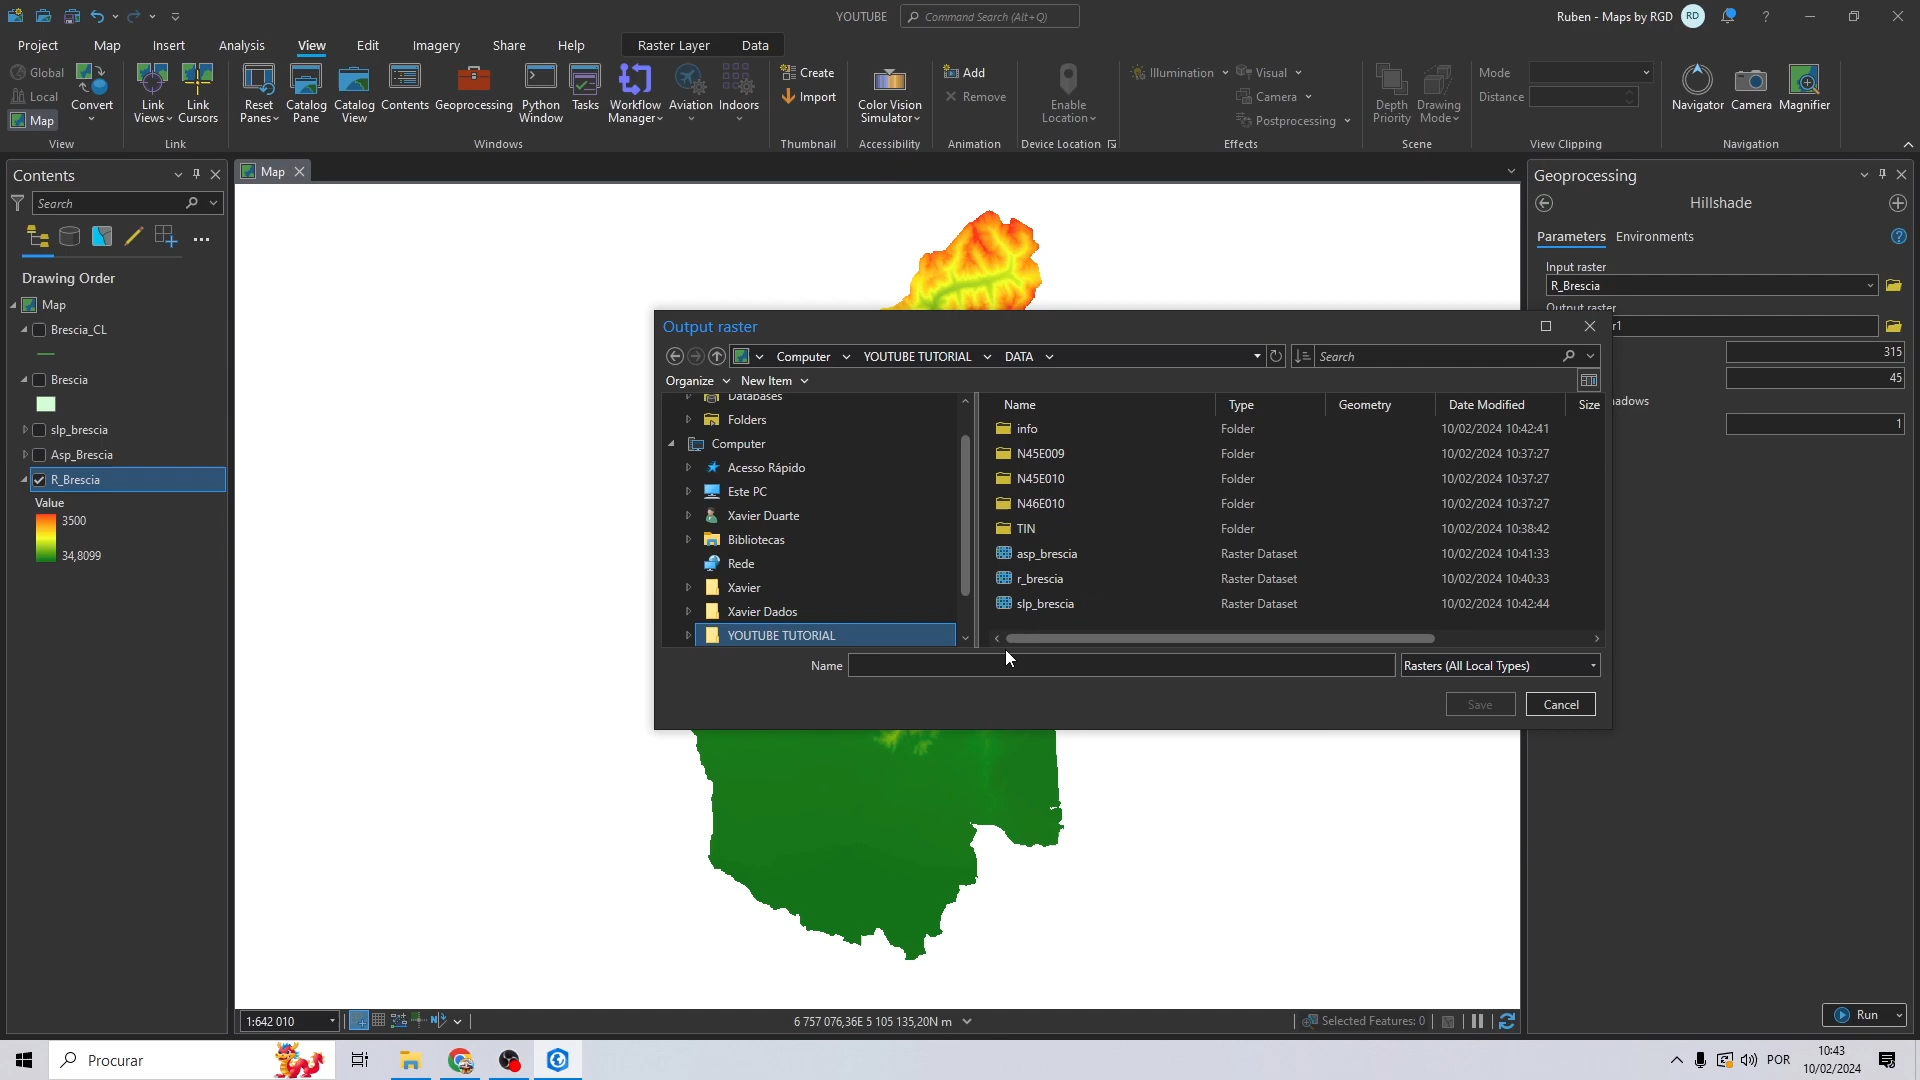 YOUTUBE
Command Search (Alt+Q)
Ruben - Maps by RGD
RD
?
Project
Map
Insert
Analysis
View
Edit
Imagery
Share
Help
Raster Layer
Data
Global
Local
Map
Convert
Link Views
Link Cursors
Reset Panes
Catalog Pane
Catalog View
Contents
Geoprocessing
Python Window
Tasks
Workflow Manager
Aviation
Indoors
Create
Import
Color Vision Simulator
Add
Remove
Enable Location
Illumination
Visual
Camera
Postprocessing
Depth Priority
Drawing Mode
Mode
Distance
Navigator
Camera
Magnifier
View
Link
Windows
Thumbnail
Accessibility
Animation
Device Location
Effects
Scene
View Clipping
Navigation
Contents
Search
Drawing Order
Map
Brescia_CL
Brescia
slp_brescia
Asp_Brescia
R_Brescia
Value
3500
34,8099
Map
Output raster
Computer
YOUTUBE TUTORIAL
DATA
Search
Organize
New Item
Databases
Folders
Computer
Acesso Rápido
Este PC
Xavier Duarte
Bibliotecas
Rede
Xavier
Xavier Dados
YOUTUBE TUTORIAL
Name Type Geometry Date Modified Size
info Folder 10/02/2024 10:42:41
N45E009 Folder 10/02/2024 10:37:27
N45E010 Folder 10/02/2024 10:37:27
N46E010 Folder 10/02/2024 10:37:27
TIN Folder 10/02/2024 10:38:42
asp_brescia Raster Dataset 10/02/2024 10:41:33
r_brescia Raster Dataset 10/02/2024 10:40:33
slp_brescia Raster Dataset 10/02/2024 10:42:44
Name
Rasters (All Local Types)
Save
Cancel
Geoprocessing
Hillshade
Parameters
Environments
?
Input raster
R_Brescia
Output raster
r1
315
45
adows
1
Run
1:642 010
6 757 076,36E 5 105 135,20N m
Selected Features: 0
Procurar
POR
10:43
10/02/2024